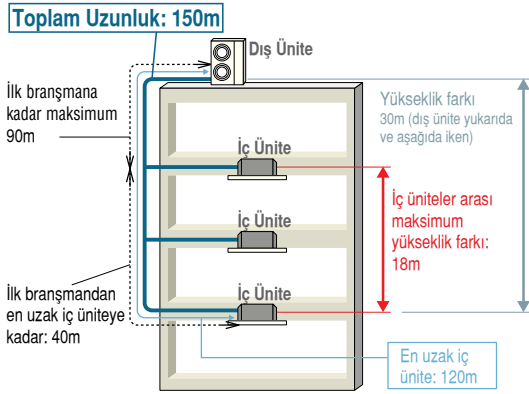 Toplam Uzunluk: 150m
Dış Ünite
İlk branşmana
kadar maksimum
90m
Yükseklik farkı
30m (dış ünite yukarıda
ve aşağıda iken)
İç Ünite
İç üniteler arası
maksimum
yükseklik farkı:
18m
İç Ünite
İç Ünite
İlk branşmandan
en uzak iç üniteye
kadar: 40m
En uzak iç
ünite: 120m